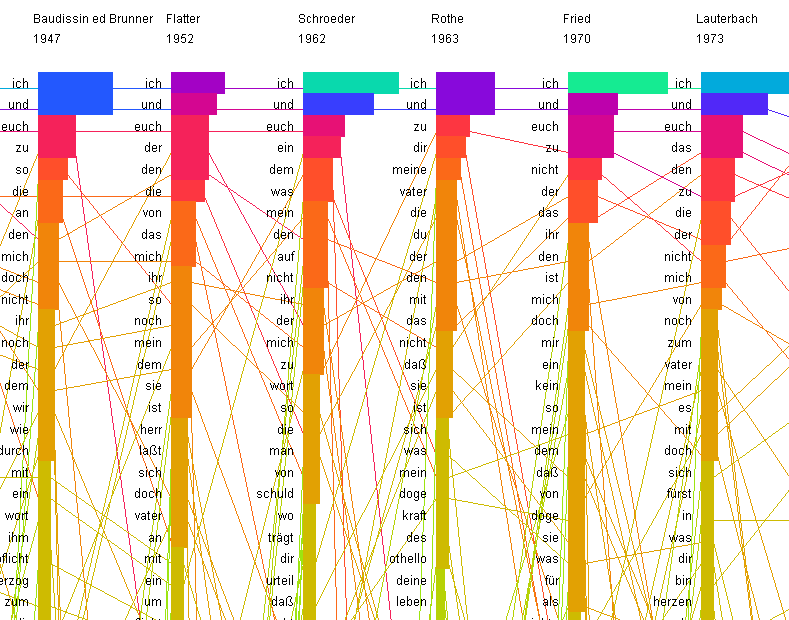 Baudissin ed Brunner
1947
ich
und
euch
zu
so
die
an
den
mich
doch
nicht
ihr
noch
der
dem
wir
wie
durch
mit
ein
wort
ihm
flicht
erzog
zum
Flatter
1952
ich
und
euch
der
den
die
von
das
mich
ihr
so
noch
mein
dem
sie
ist
herr
laßt
sich
doch
vater
an
mit
ein
um
Schroeder
1962
ich
und
euch
ein
dem
was
mein
den
auf
nicht
ihr
der
mich
zu
wort
so
die
man
von
schuld
wo
trägt
dir
urteil
daß
Rothe
1963
ich
und
zu
dir
meine
vater
die
du
der
den
mit
das
nicht
daß
sie
ist
sich
was
mein
doge
kraft
des
othello
deine
leben
Fried
1970
ich
und
euch
zu
nicht
der
das
ihr
den
ist
mich
doch
mir
ein
kein
so
mein
dem
daß
von
doge
sie
was
für
als
Lauterbach
1973
ich
und
euch
das
den
zu
die
der
nicht
mich
von
noch
zum
vater
mein
es
mit
doch
sich
fürst
in
was
dir
bin
herzen